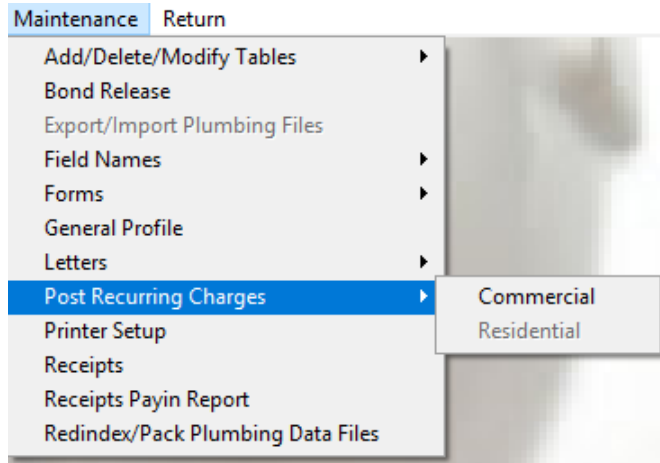 Maintenance Return
Add/Delete/Modify Tables
Bond Release
Export/Import Plumbing Files
Field Names
Forms
General Profile
Letters
Post Recurring Charges
Commercial
Printer Setup
Residential
Receipts
Receipts Payin Report
Redindex/Pack Plumbing Data Files